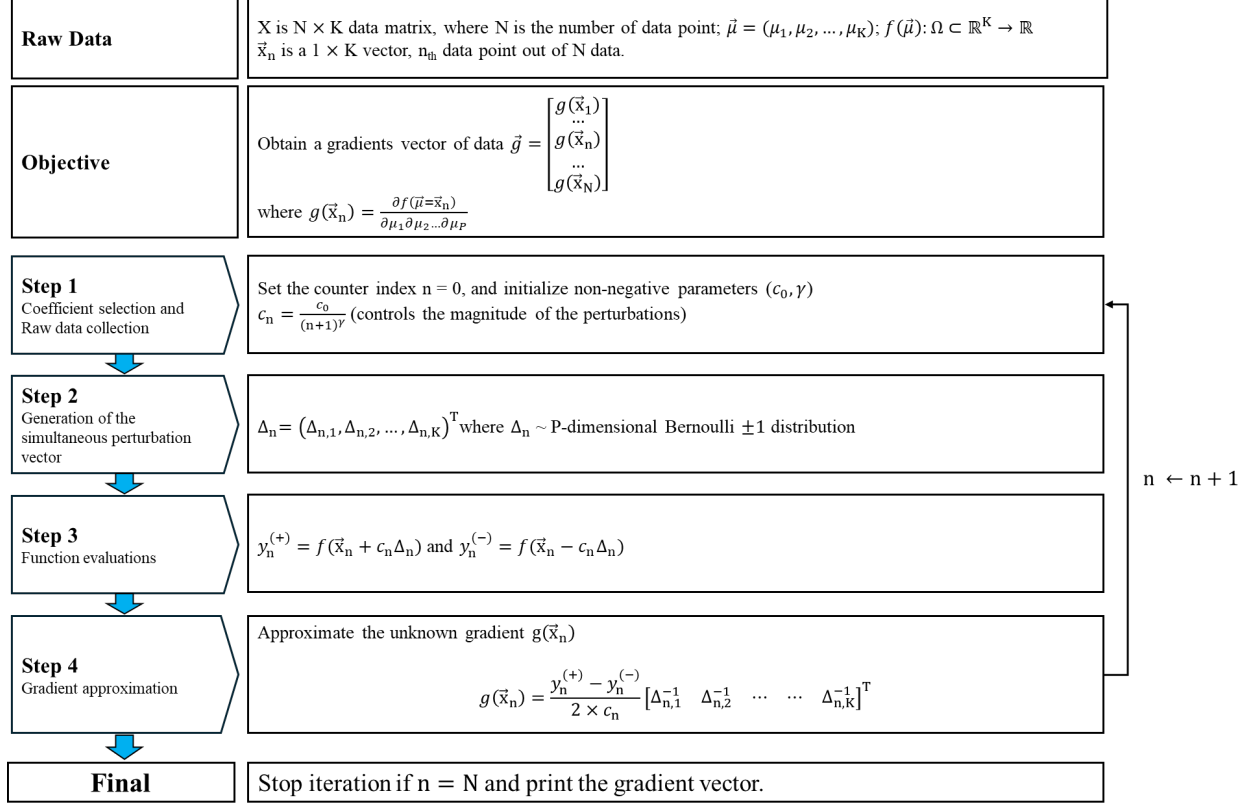 Raw Data
X is N × K data matrix, where N is the number of data point; μ⃗ = (μ₁, μ₂, …, μ_K); f(μ⃗): Ω ⊂ ℝᴷ → ℝ
x⃗ₙ is a 1 × K vector, n_th data point out of N data.
Objective
Obtain a gradients vector of data g⃗ = [g(x⃗₁) … g(x⃗ₙ) … g(x⃗_N)]
where g(x⃗ₙ) = ∂f(μ⃗=x⃗ₙ) / ∂μ₁∂μ₂…∂μ_P
Step 1
Coefficient selection and
Raw data collection
Set the counter index n = 0, and initialize non-negative parameters (c₀, γ)
cₙ = c₀ / (n+1)^γ (controls the magnitude of the perturbations)
Step 2
Generation of the
simultaneous perturbation
vector
Δₙ= (Δₙ,₁, Δₙ,₂, … , Δₙ,K)ᵀ where Δₙ ~ P-dimensional Bernoulli ±1 distribution
Step 3
Function evaluations
yₙ⁽⁺⁾ = f(x⃗ₙ + cₙΔₙ) and yₙ⁽⁻⁾ = f(x⃗ₙ − cₙΔₙ)
Step 4
Gradient approximation
Approximate the unknown gradient g(x⃗ₙ)
g(x⃗ₙ) = (yₙ⁽⁺⁾ − yₙ⁽⁻⁾) / (2 × cₙ) [Δₙ,₁⁻¹ Δₙ,₂⁻¹ ⋯ ⋯ Δₙ,K⁻¹]ᵀ
n ← n + 1
Final
Stop iteration if n = N and print the gradient vector.